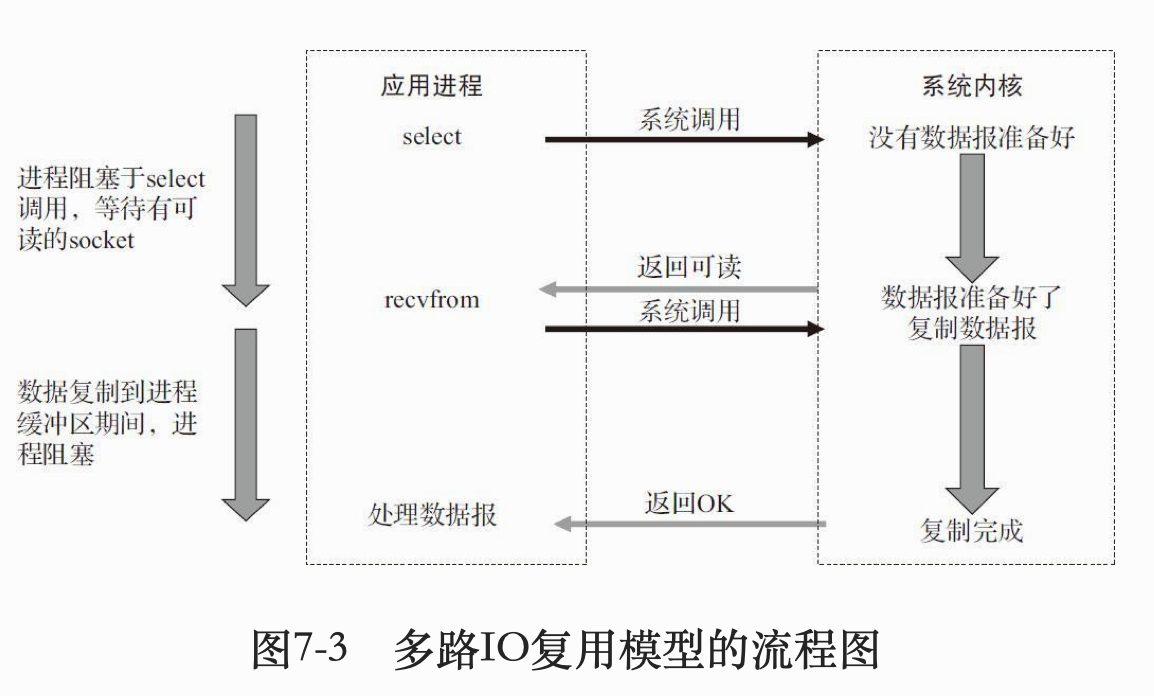 应用进程
系统内核
select
系统调用
没有数据报准备好
进程阻塞于select
调用，等待有可
读的socket
返回可读
recvfrom
系统调用
数据报准备好了
复制数据报
数据复制到进程
缓冲区期间，进
程阻塞
处理数据报
返回OK
复制完成
图7-3 多路IO复用模型的流程图